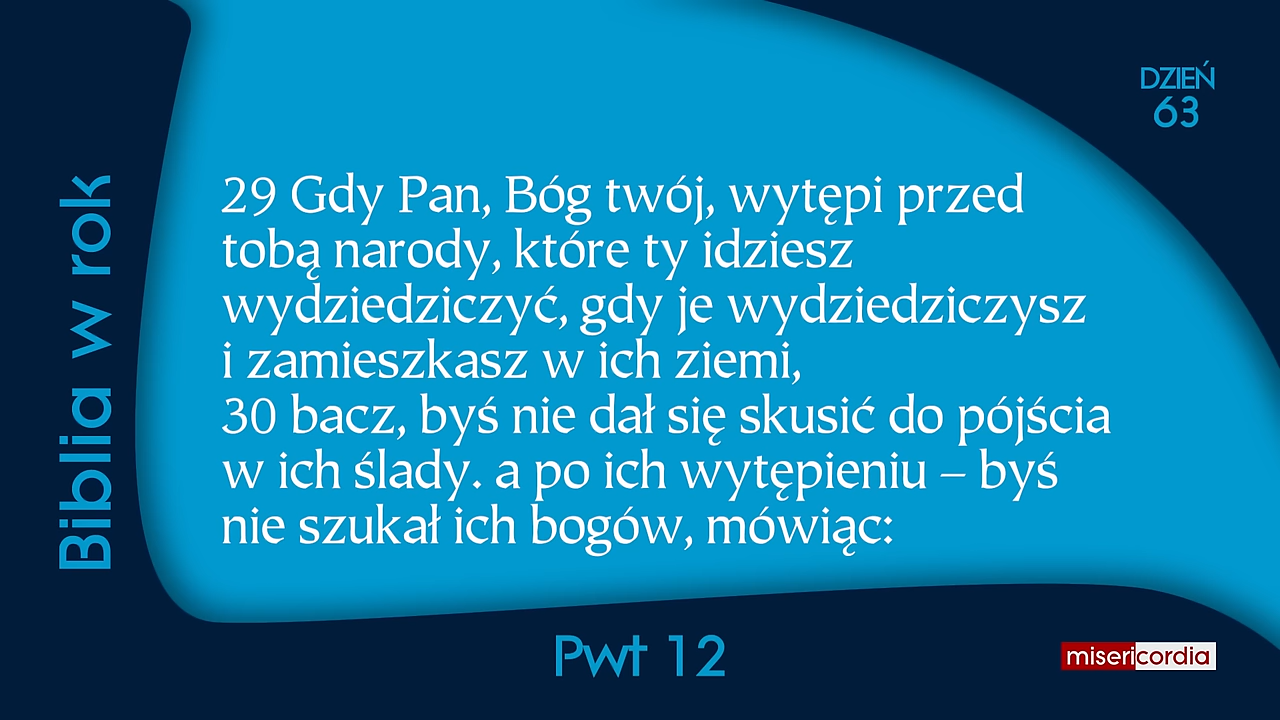 DZIEŃ
63
Biblia w rok
29 Gdy Pan, Bóg twój, wytępi przed
tobą narody, które ty idziesz
wydziedziczyć, gdy je wydziedziczysz
i zamieszkasz w ich ziemi,
30 bacz, byś nie dał się skusić do pójścia
w ich ślady. a po ich wytępieniu – byś
nie szukał ich bogów, mówiąc:
Pwt 12
misericordia